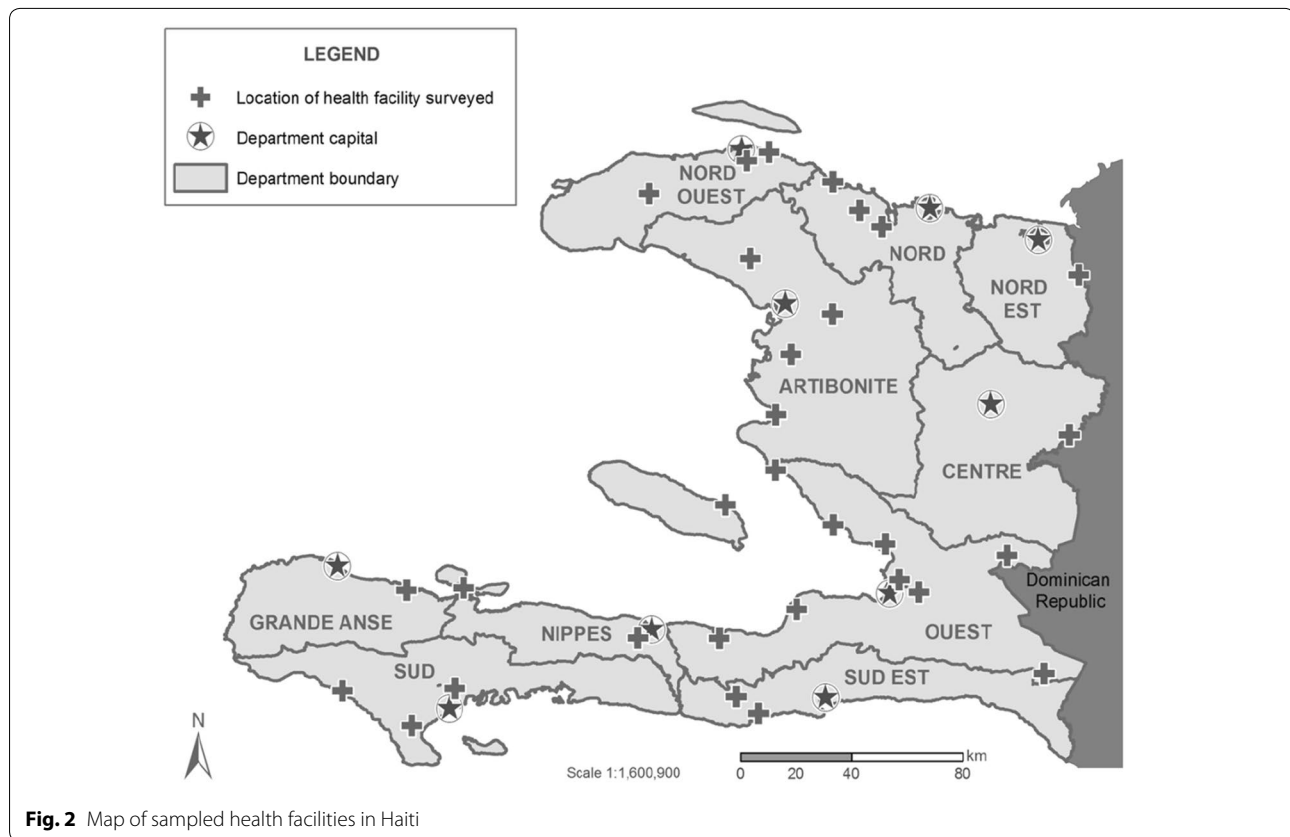 LEGEND
Location of health facility surveyed
Department capital
Department boundary
NORD
OUEST
NORD
NORD
EST
ARTIBONITE
CENTRE
Dominican
Republic
GRANDE ANSE
NIPPES
OUEST
SUD
SUD EST
N
Scale 1:1,600,900
km
0 20 40 80
Fig. 2 Map of sampled health facilities in Haiti